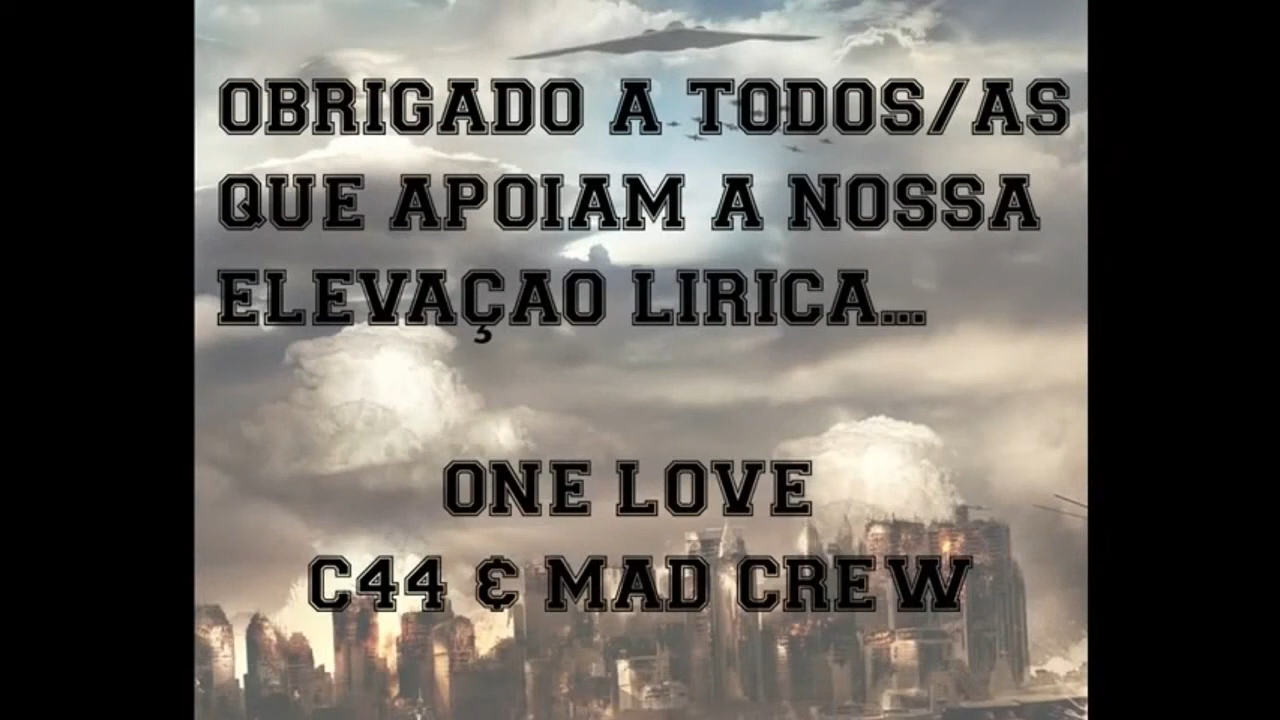 OBRIGADO A TODOS/AS
QUE APOIAM A NOSSA
ELEVAÇAO LIRICA...
ONE LOVE
C44 & MAD CREW